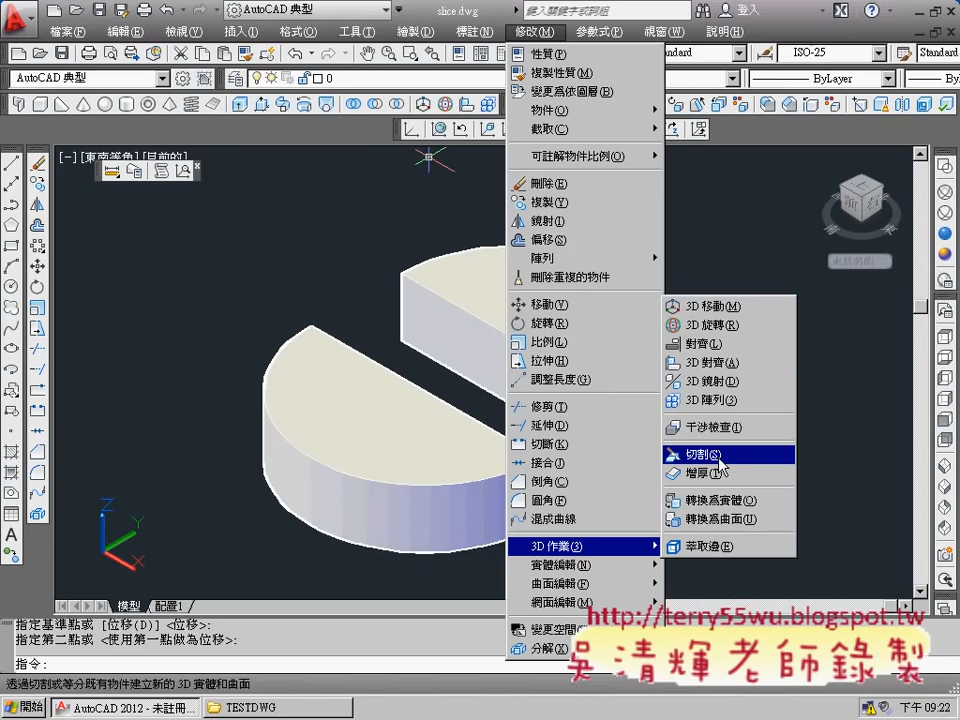 AutoCAD 典型
slice.dwg
鍵入關鍵字或詞組
登入
檔案(F)
編輯(E)
檢視(V)
插入(I)
格式(O)
工具(T)
繪製(D)
標註(N)
修改(M)
參數式(P)
視窗(W)
說明(H)
ISO-25
Standard
AutoCAD 典型
0
ByLayer
[-][東南等角][目前的]
性質(P)
複製性質(M)
變更為依圖層(B)
物件(O)
截取(C)
可註解物件比例(O)
刪除(E)
複製(Y)
鏡射(I)
偏移(S)
陣列
刪除重複的物件
移動(V)
旋轉(R)
比例(L)
拉伸(H)
調整長度(G)
修剪(T)
延伸(D)
切斷(K)
接合(J)
倒角(C)
圓角(F)
混成曲線
3D 作業(3)
實體編輯(N)
曲面編輯(F)
網面編輯(M)
變更空間
分解(X)
3D 移動(M)
3D 旋轉(R)
對齊(L)
3D 對齊(A)
3D 鏡射(D)
3D 陣列(3)
干涉檢查(I)
切割(S)
增厚(T)
轉換為實體(O)
轉換為曲面(U)
萃取邊(E)
Z
Y
X
模型
配置1
指定基準點或 [位移(D)] <位移>:
指定第二點或 <使用第一點做為位移>:
指令:
透過切割或等分既有物件建立新的 3D 實體和曲面
http://terry55wu.blogspot.tw
吳清輝老師錄製
開始
AutoCAD 2012 - 未註冊...
TESTDWG
下午 09:22